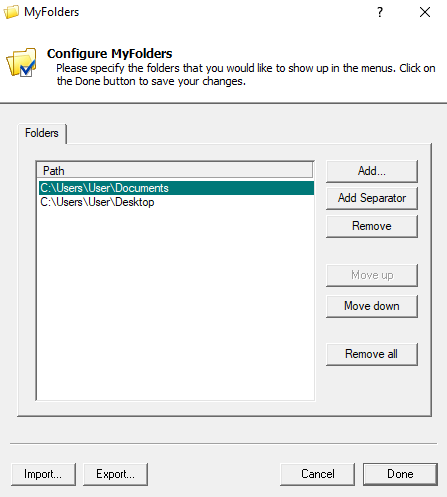 MyFolders
?
Configure MyFolders
Please specify the folders that you would like to show up in the menus. Click on
the Done button to save your changes.
Folders
Path
C:\Users\User\Documents
C:\Users\User\Desktop
Add...
Add Separator
Remove
Move up
Move down
Remove all
Import...
Export...
Cancel
Done